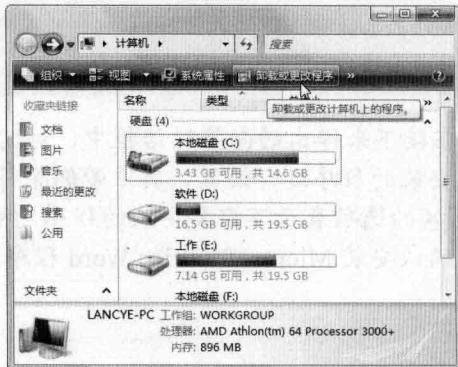 计算机
搜索
组织
视图
系统属性
卸载或更改程序
»
收藏夹链接
文档
图片
音乐
最近的更改
搜索
公用
文件夹
名称
类型
»
卸载或更改计算机上的程序。
硬盘 (4)
本地磁盘 (C:)
3.43 GB 可用，共 14.6 GB
软件 (D:)
16.5 GB 可用，共 19.5 GB
工作 (E:)
7.14 GB 可用，共 19.5 GB
本地磁盘 (F:)
LANCYE-PC 工作组: WORKGROUP
处理器: AMD Athlon(tm) 64 Processor 3000+
内存: 896 MB